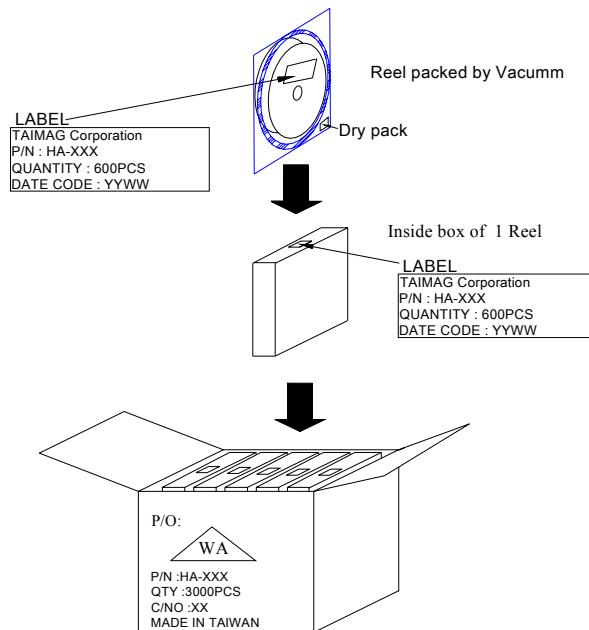 Reel packed by Vacumm
Dry pack
LABEL
TAIMAG Corporation
P/N : HA-XXX
QUANTITY : 600PCS
DATE CODE : YYWW
Inside box of 1 Reel
LABEL
TAIMAG Corporation
P/N : HA-XXX
QUANTITY : 600PCS
DATE CODE : YYWW
P/O:
WA
P/N :HA-XXX
QTY :3000PCS
C/NO :XX
MADE IN TAIWAN